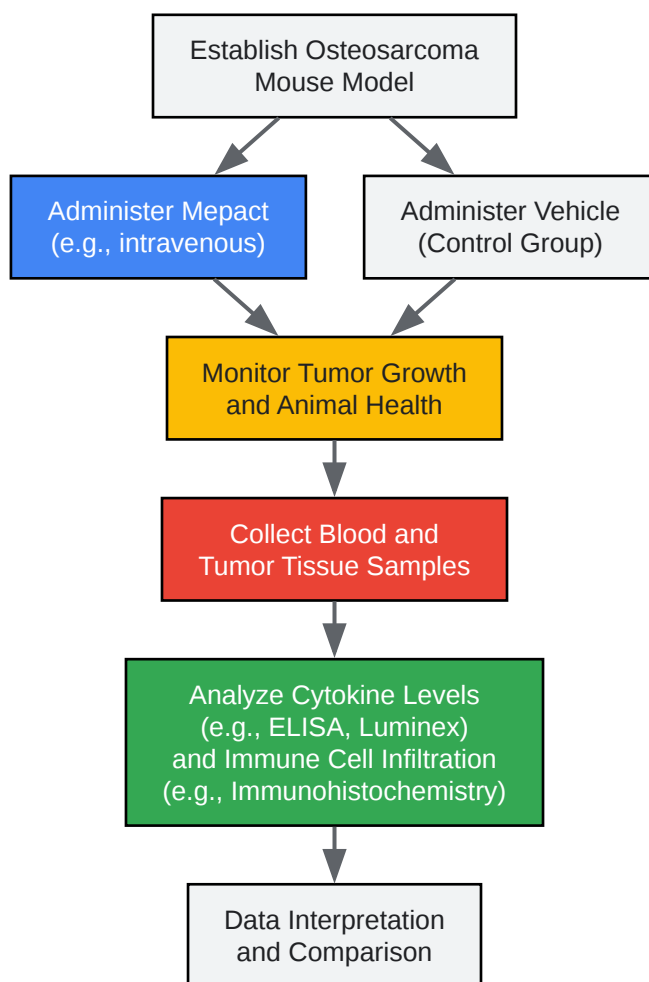 Establish Osteosarcoma
Mouse Model
Administer Mepact
(e.g., intravenous)
Administer Vehicle
(Control Group)
Monitor Tumor Growth
and Animal Health
Collect Blood and
Tumor Tissue Samples
Analyze Cytokine Levels
(e.g., ELISA, Luminex)
and Immune Cell Infiltration
(e.g., Immunohistochemistry)
Data Interpretation
and Comparison